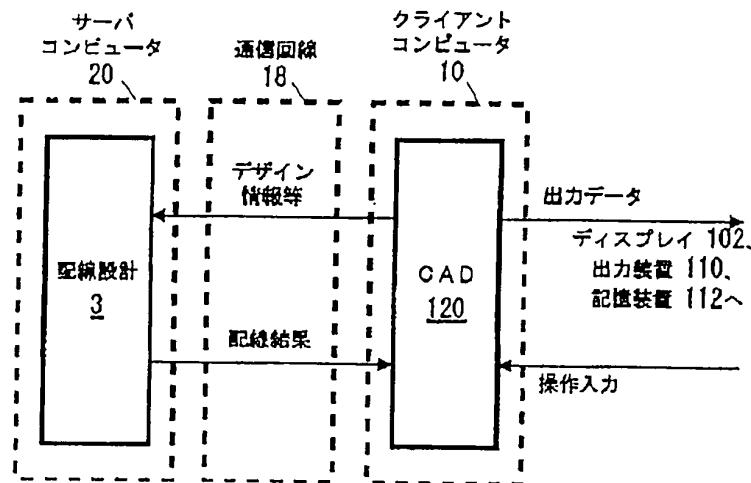 サーバ
コンピュータ
20
通信回線
18
クライアント
コンピュータ
10
デザイン
情報等
出力データ
ディスプレイ 102、
出力装置 110、
記憶装置 112へ
配線設計
3
CAD
120
配線結果
操作入力